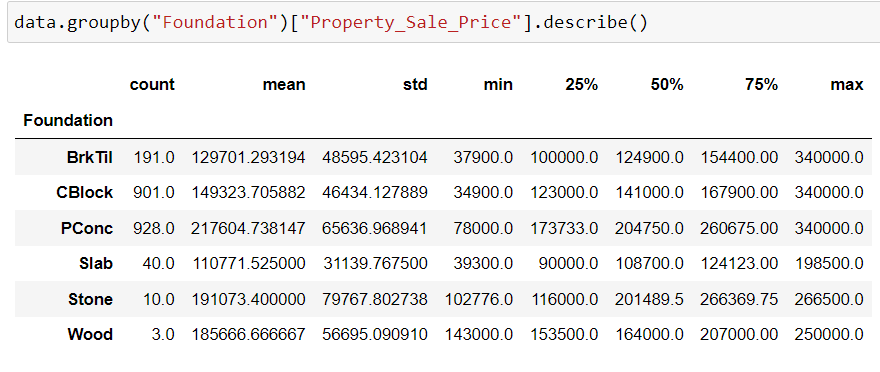 data.groupby("Foundation")["Property_Sale_Price"].describe()
count mean std min 25% 50% 75% max
Foundation
BrkTil 191.0 129701.293194 48595.423104 37900.0 100000.0 124900.0 154400.00 340000.0
CBlock 901.0 149323.705882 46434.127889 34900.0 123000.0 141000.0 167900.00 340000.0
PConc 928.0 217604.738147 65636.968941 78000.0 173733.0 204750.0 260675.00 340000.0
Slab 40.0 110771.525000 31139.767500 39300.0 90000.0 108700.0 124123.00 198500.0
Stone 10.0 191073.400000 79767.802738 102776.0 116000.0 201489.5 266369.75 266500.0
Wood 3.0 185666.666667 56695.090910 143000.0 153500.0 164000.0 207000.00 250000.0